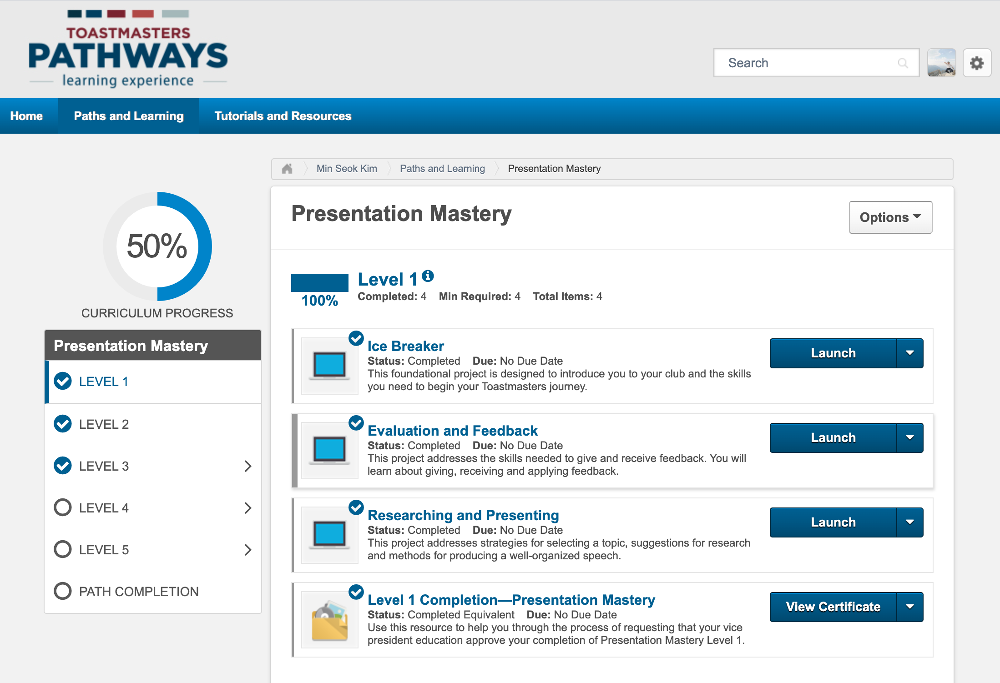 TOASTMASTERS
PATHWAYS
learning experience
Search
Home
Paths and Learning
Tutorials and Resources
Min Seok Kim
Paths and Learning
Presentation Mastery
50%
CURRICULUM PROGRESS
Presentation Mastery
LEVEL 1
LEVEL 2
LEVEL 3
LEVEL 4
LEVEL 5
PATH COMPLETION
Presentation Mastery
Options
100%
Level 1
Completed: 4 Min Required: 4 Total Items: 4
Ice Breaker
Status: Completed Due: No Due Date
This foundational project is designed to introduce you to your club and the skills
you need to begin your Toastmasters journey.
Launch
Evaluation and Feedback
Status: Completed Due: No Due Date
This project addresses the skills needed to give and receive feedback. You will
learn about giving, receiving and applying feedback.
Launch
Researching and Presenting
Status: Completed Due: No Due Date
This project addresses strategies for selecting a topic, suggestions for research
and methods for producing a well-organized speech.
Launch
Level 1 Completion—Presentation Mastery
Status: Completed Equivalent Due: No Due Date
Use this resource to help you through the process of requesting that your vice
president education approve your completion of Presentation Mastery Level 1.
View Certificate